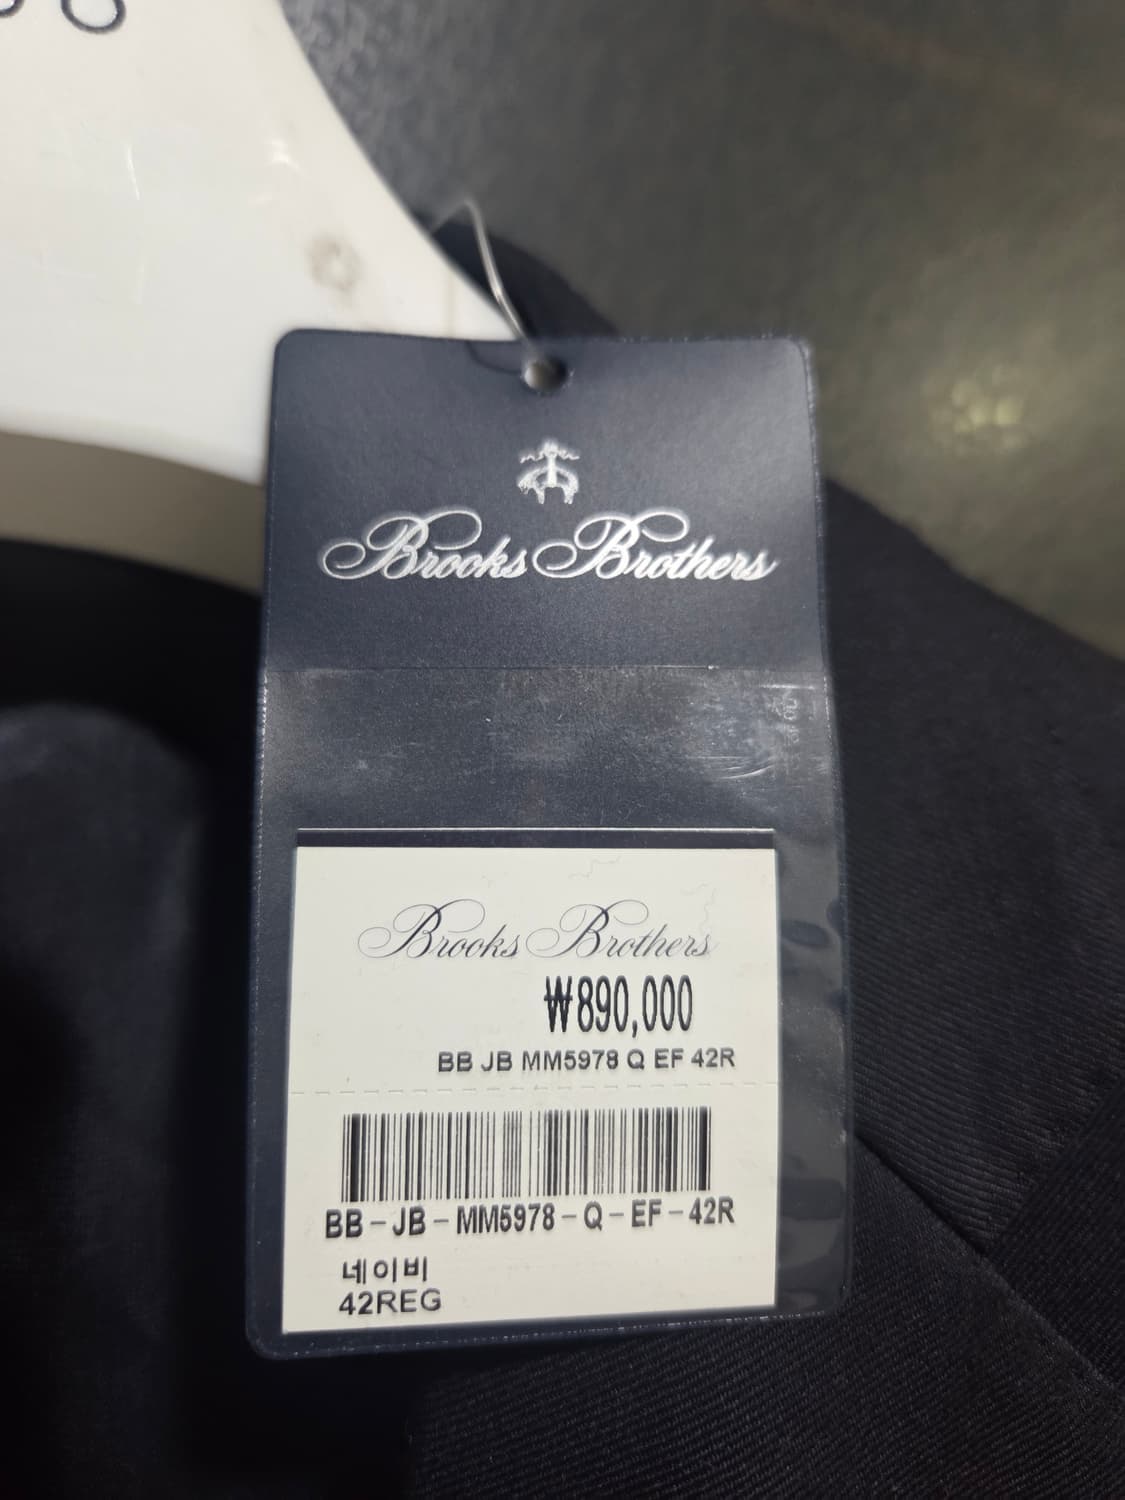 Brooks Brothers
Brooks Brothers
₩890,000
BB JB MM5978 Q EF 42R
BB-JB-MM5978-Q-EF-42R
네이비
42REG